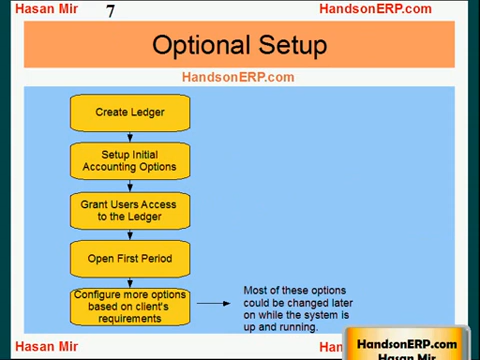 Hasan Mir 7 HandsonERP.com
Optional Setup
HandsonERP.com
Create Ledger
Setup Initial
Accounting Options
Grant Users Access
to the Ledger
Open First Period
Configure more options
based on client's
requirements
Most of these options
could be changed later
on while the system is
up and running.
Hasan Mir
HandsonERP.com
Hasan Mir